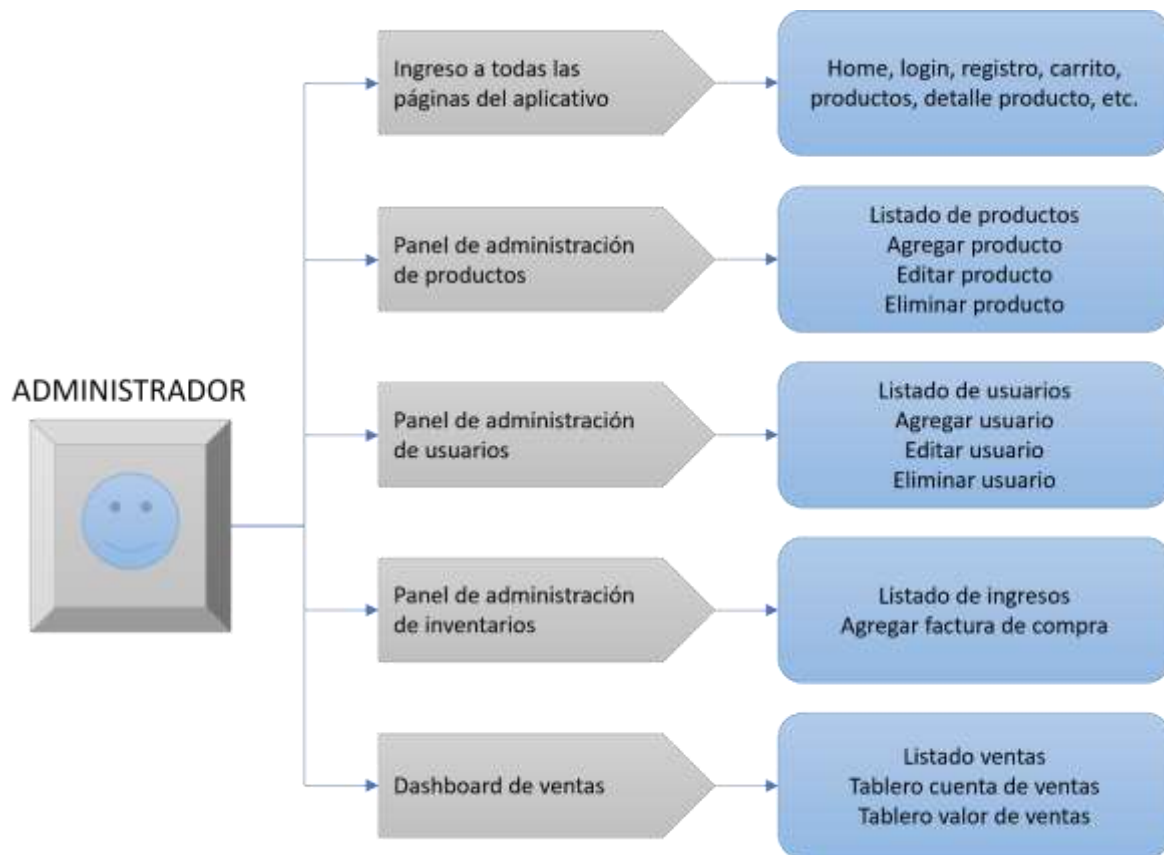 Ingreso a todas las
páginas del aplicativo
Home, login, registro, carrito,
productos, detalle producto, etc.
Panel de administración
de productos
Listado de productos
Agregar producto
Editar producto
Eliminar producto
ADMINISTRADOR
Panel de administración
de usuarios
Listado de usuarios
Agregar usuario
Editar usuario
Eliminar usuario
Panel de administración
de inventarios
Listado de ingresos
Agregar factura de compra
Dashboard de ventas
Listado ventas
Tablero cuenta de ventas
Tablero valor de ventas